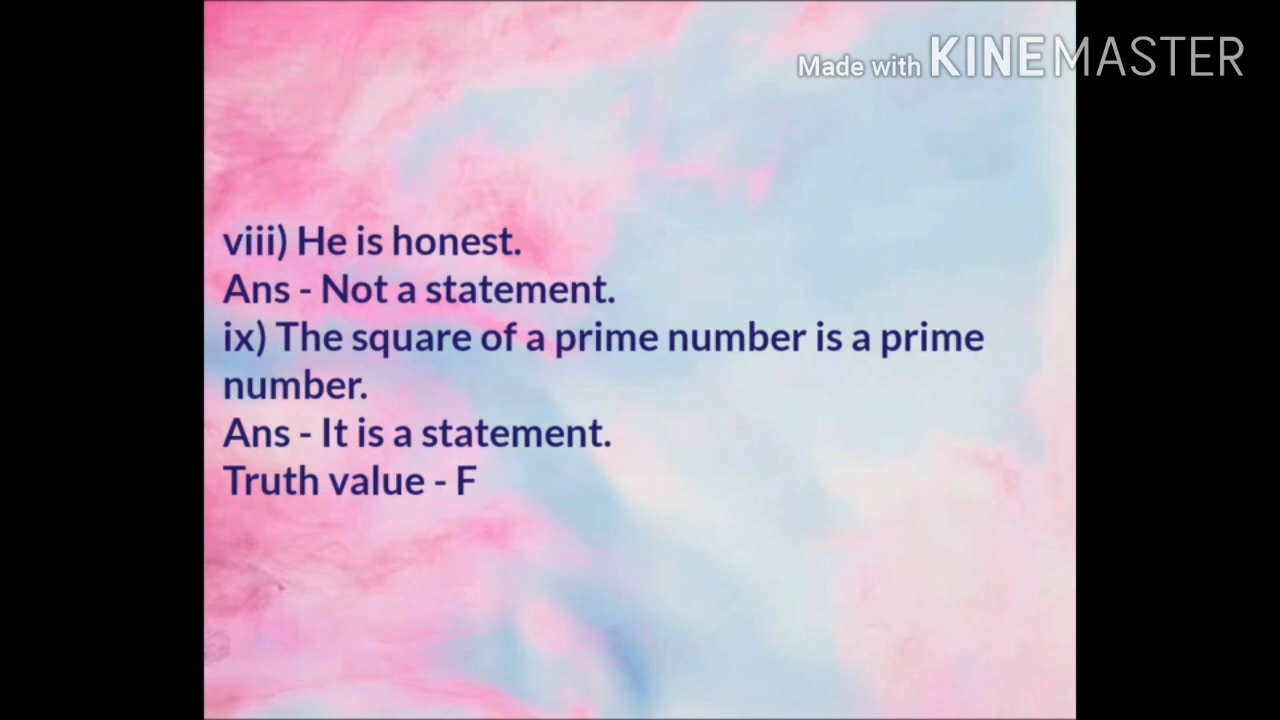 Made with KINEMASTER
viii) He is honest.
Ans - Not a statement.
ix) The square of a prime number is a prime
number.
Ans - It is a statement.
Truth value - F